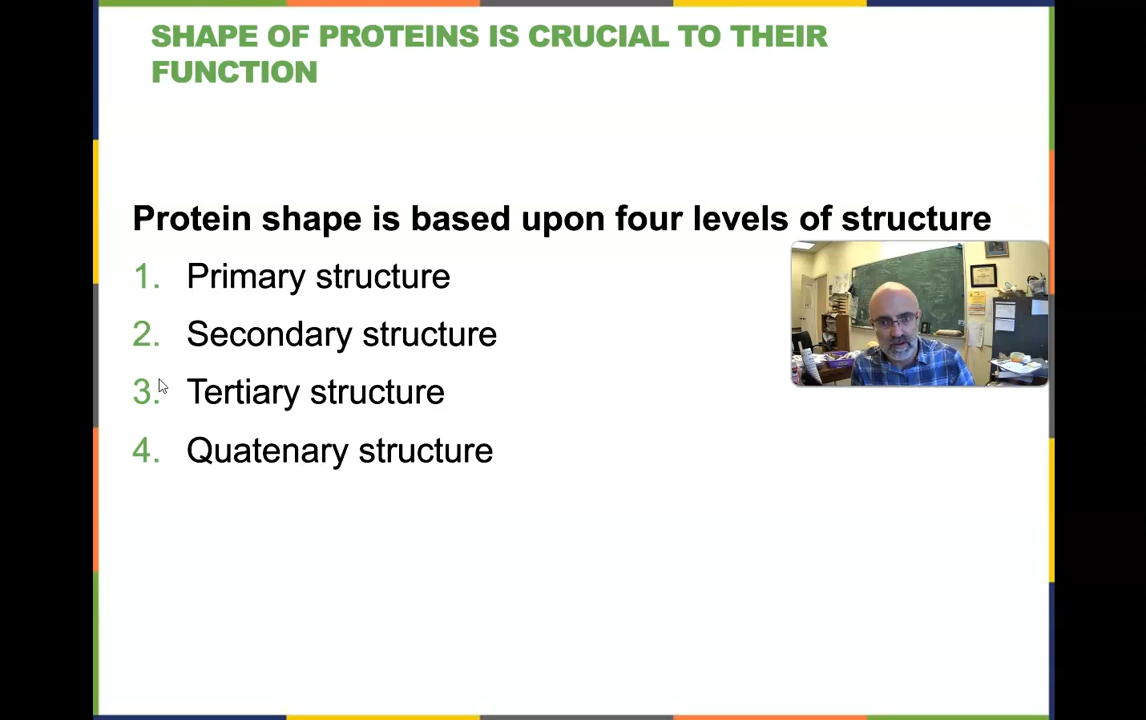 SHAPE OF PROTEINS IS CRUCIAL TO THEIR
FUNCTION
Protein shape is based upon four levels of structure
1. Primary structure
2. Secondary structure
3. Tertiary structure
4. Quatenary structure